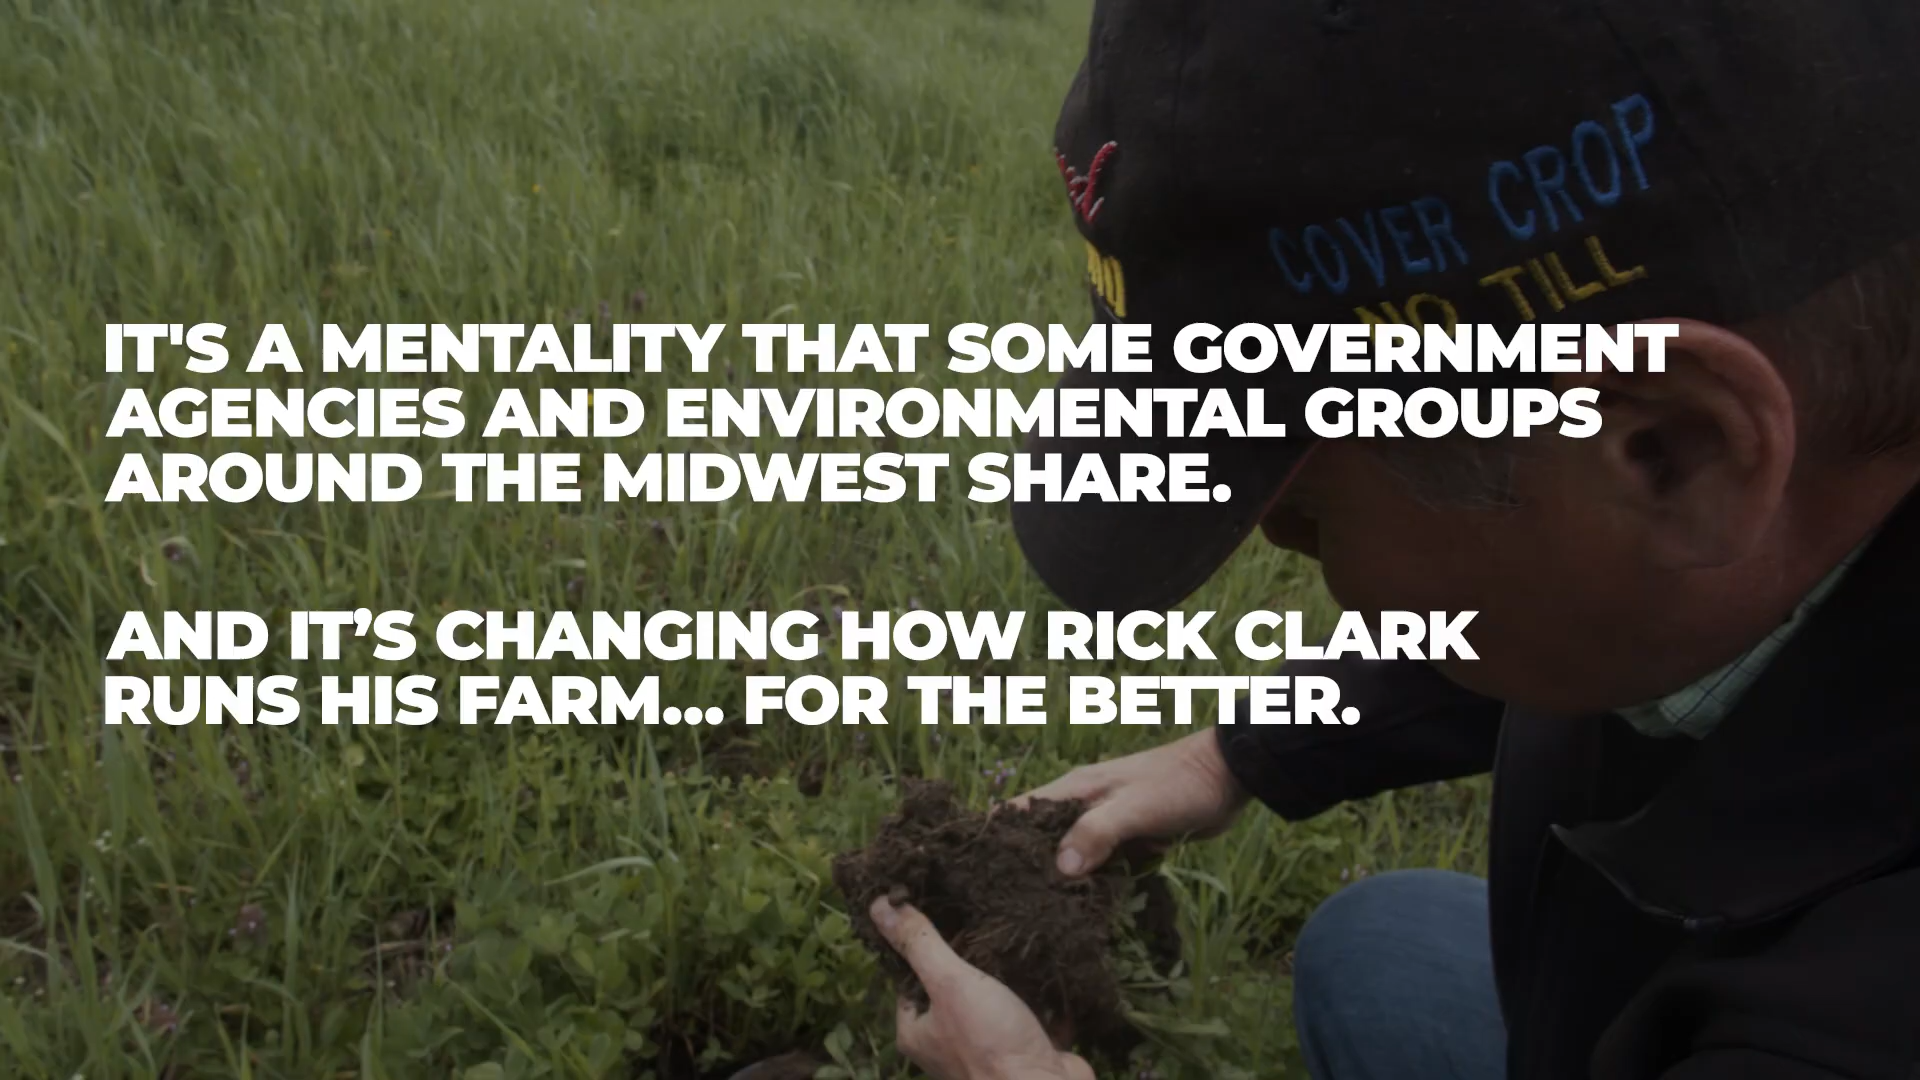 COVER CROP
NO TILL
IT'S A MENTALITY THAT SOME GOVERNMENT
AGENCIES AND ENVIRONMENTAL GROUPS
AROUND THE MIDWEST SHARE.
AND IT’S CHANGING HOW RICK CLARK
RUNS HIS FARM... FOR THE BETTER.